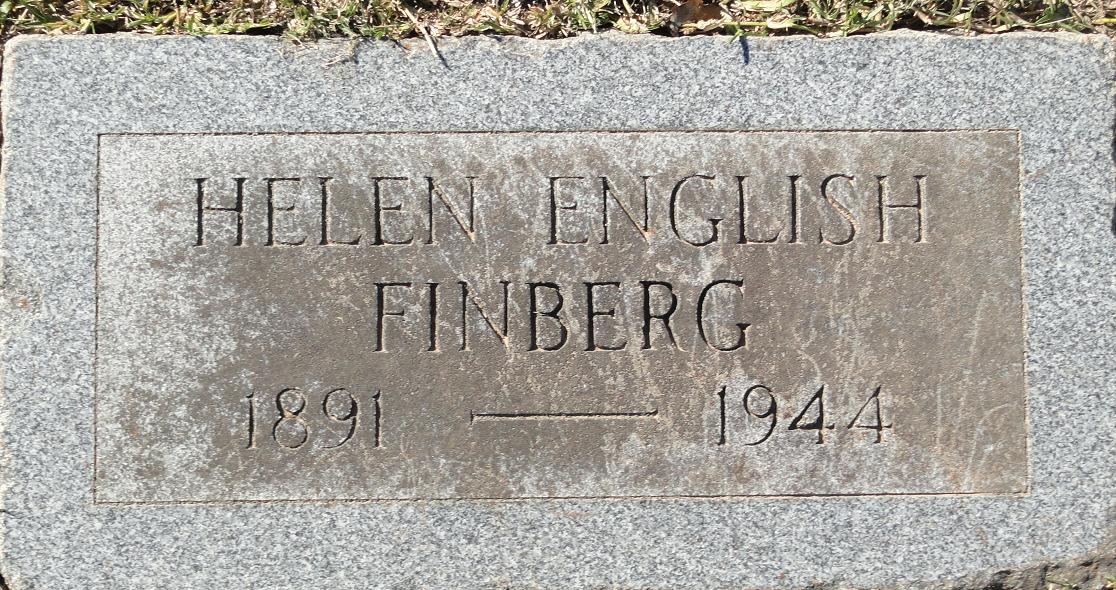 HELEN ENGLISH
FINBERG
1891 — 1944